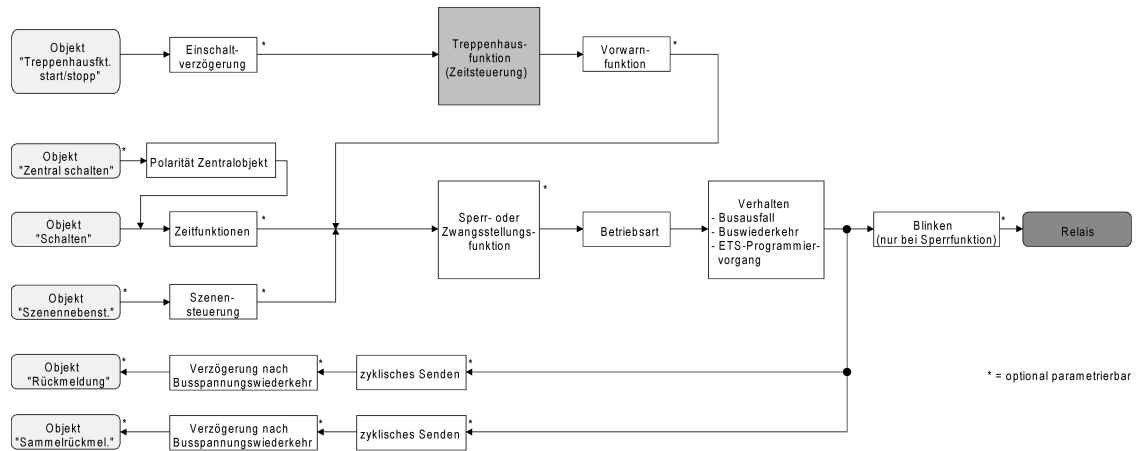 Objekt
"Treppenhausfkt.
start/stopp"
Einschalt-
verzögerung
*
Treppenhaus-
funktion
(Zeitsteuerung)
Vorwarn-
funktion
*
Objekt
"Zentral schalten"
*
Polarität Zentralobjekt
Objekt
"Schalten"
Zeitfunktionen
*
Sperr- oder
Zwangsstellungs-
funktion
*
Betriebsart
Verhalten
- Busausfall
- Buswiederkehr
- ETS-Programmier-
vorgang
Blinken
(nur bei Sperrfunktion)
*
Relais
Objekt
"Szenennebenst."
*
Szenen-
steuerung
*
Objekt
"Rückmeldung"
*
Verzögerung nach
Busspannungswiederkehr
*
zyklisches Senden
*
* = optional parametrierbar
Objekt
"Sammelrückmel."
*
Verzögerung nach
Busspannungswiederkehr
*
zyklisches Senden
*